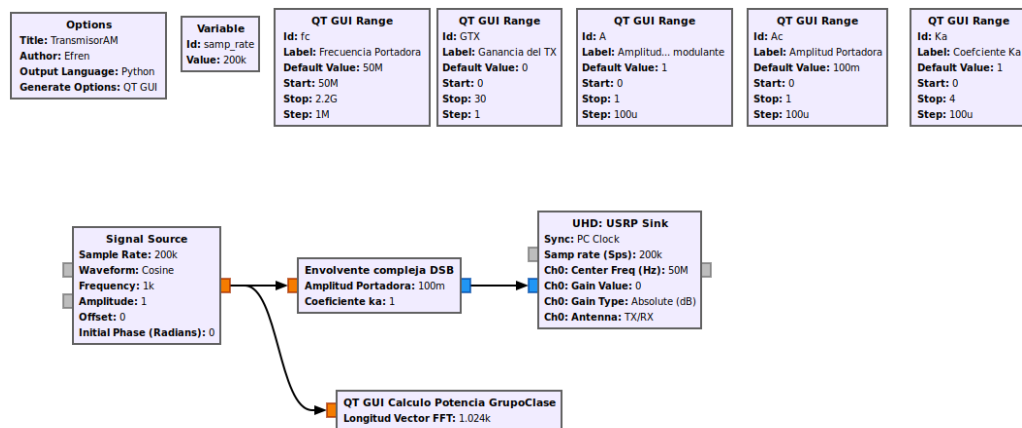 Options
Title: TransmisorAM
Author: Efren
Output Language: Python
Generate Options: QT GUI
Variable
Id: samp_rate
Value: 200k
QT GUI Range
Id: fc
Label: Frecuencia Portadora
Default Value: 50M
Start: 50M
Stop: 2.2G
Step: 1M
QT GUI Range
Id: GTX
Label: Ganancia del TX
Default Value: 0
Start: 0
Stop: 30
Step: 1
QT GUI Range
Id: A
Label: Amplitud... modulante
Default Value: 1
Start: 0
Stop: 1
Step: 100u
QT GUI Range
Id: Ac
Label: Amplitud Portadora
Default Value: 100m
Start: 0
Stop: 1
Step: 100u
QT GUI Range
Id: Ka
Label: Coefciente Ka
Default Value: 1
Start: 0
Stop: 4
Step: 100u
Signal Source
Sample Rate: 200k
Waveform: Cosine
Frequency: 1k
Amplitude: 1
Offset: 0
Initial Phase (Radians): 0
Envolvente compleja DSB
Amplitud Portadora: 100m
Coeficiente ka: 1
UHD: USRP Sink
Sync: PC Clock
Samp rate (Sps): 200k
Ch0: Center Freq (Hz): 50M
Ch0: Gain Value: 0
Ch0: Gain Type: Absolute (dB)
Ch0: Antenna: TX/RX
QT GUI Calculo Potencia GrupoClase
Longitud Vector FFT: 1.024k